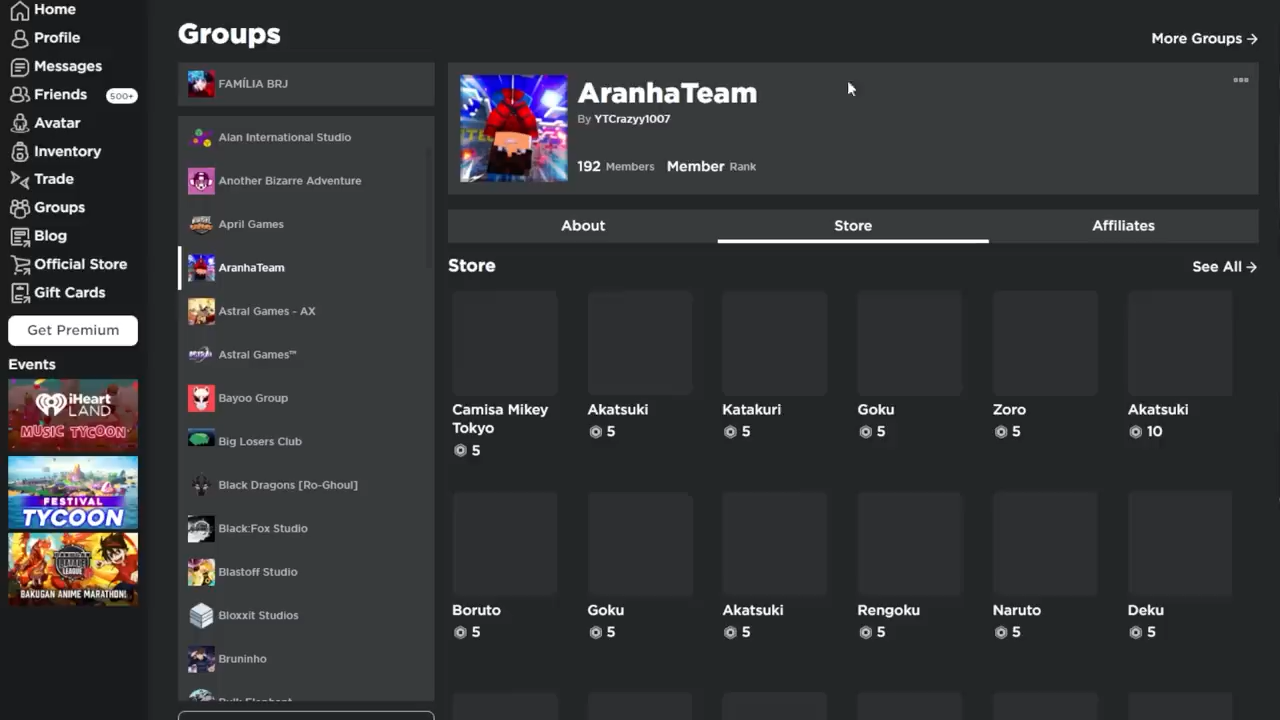 Home
Profile
Messages
Friends 500+
Avatar
Inventory
Trade
Groups
Blog
Official Store
Gift Cards
Get Premium
Events
iHeart
LAND
MUSIC TYCOON
FESTIVAL
TYCOON
BAKUGAN ANIME MARATHON!
Groups
More Groups →
FAMÍLIA BRJ
Alan International Studio
Another Bizarre Adventure
April Games
AranhaTeam
Astral Games - AX
Astral Games™
Bayoo Group
Big Losers Club
Black Dragons [Ro-Ghoul]
Black:Fox Studio
Blastoff Studio
Bloxxit Studios
Bruninho
AranhaTeam
By YTCrazyy1007
192 Members Member Rank
About Store Affiliates
Store See All →
Camisa Mikey
Tokyo
5
Akatsuki
5
Katakuri
5
Goku
5
Zoro
5
Akatsuki
10
Boruto
5
Goku
5
Akatsuki
5
Rengoku
5
Naruto
5
Deku
5